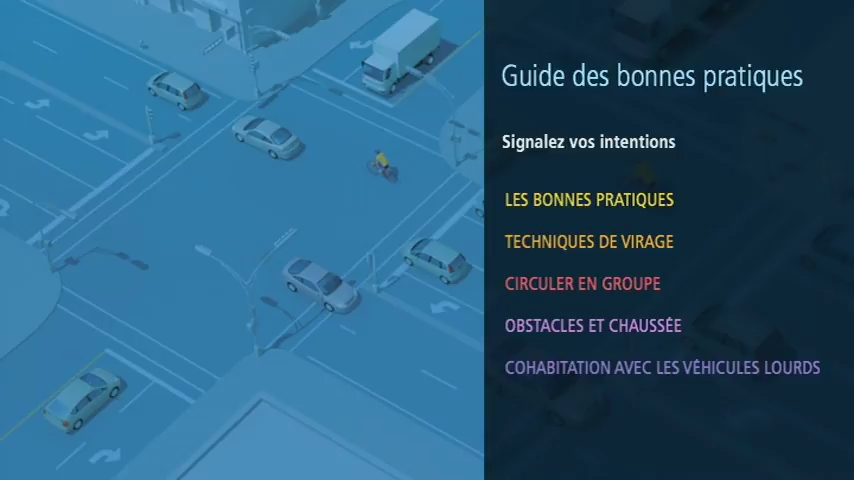 Guide des bonnes pratiques
Signalez vos intentions
LES BONNES PRATIQUES
TECHNIQUES DE VIRAGE
CIRCULER EN GROUPE
OBSTACLES ET CHAUSSÉE
COHABITATION AVEC LES VÉHICULES LOURDS